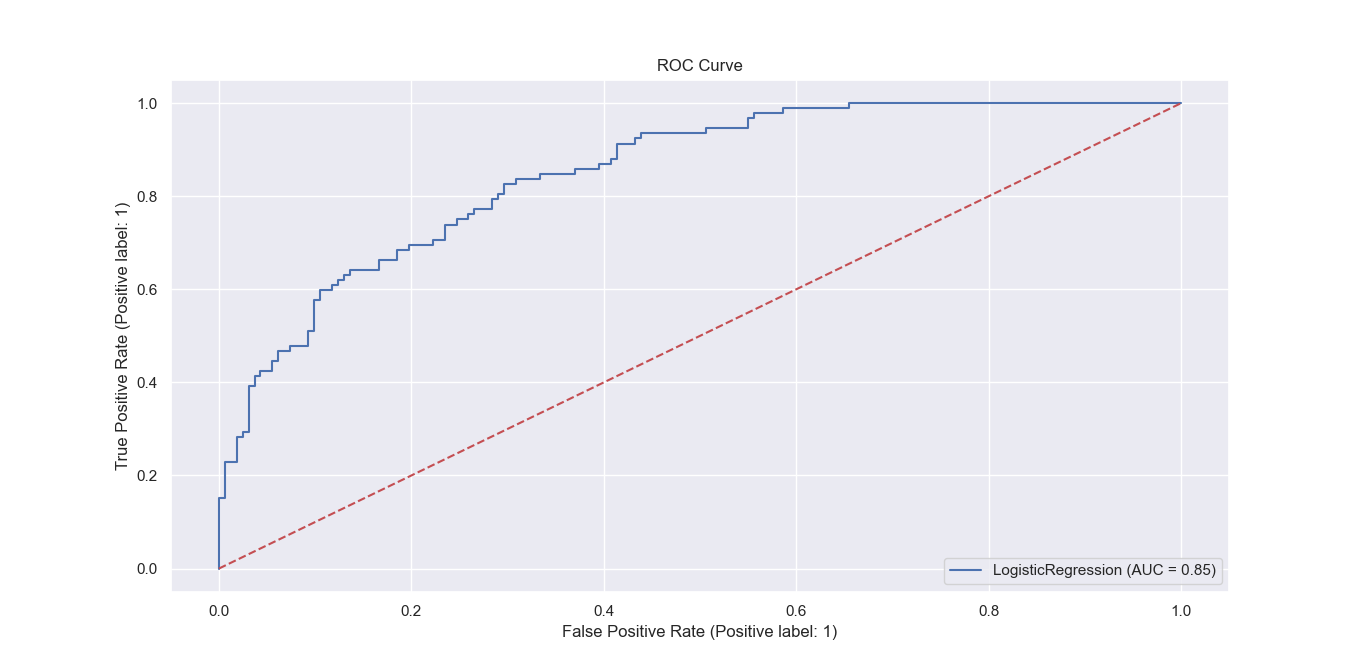 ROC Curve
True Positive Rate (Positive label: 1)
1.0
0.8
0.6
0.4
0.2
0.0
0.0 0.2 0.4 0.6 0.8 1.0
False Positive Rate (Positive label: 1)
LogisticRegression (AUC = 0.85)